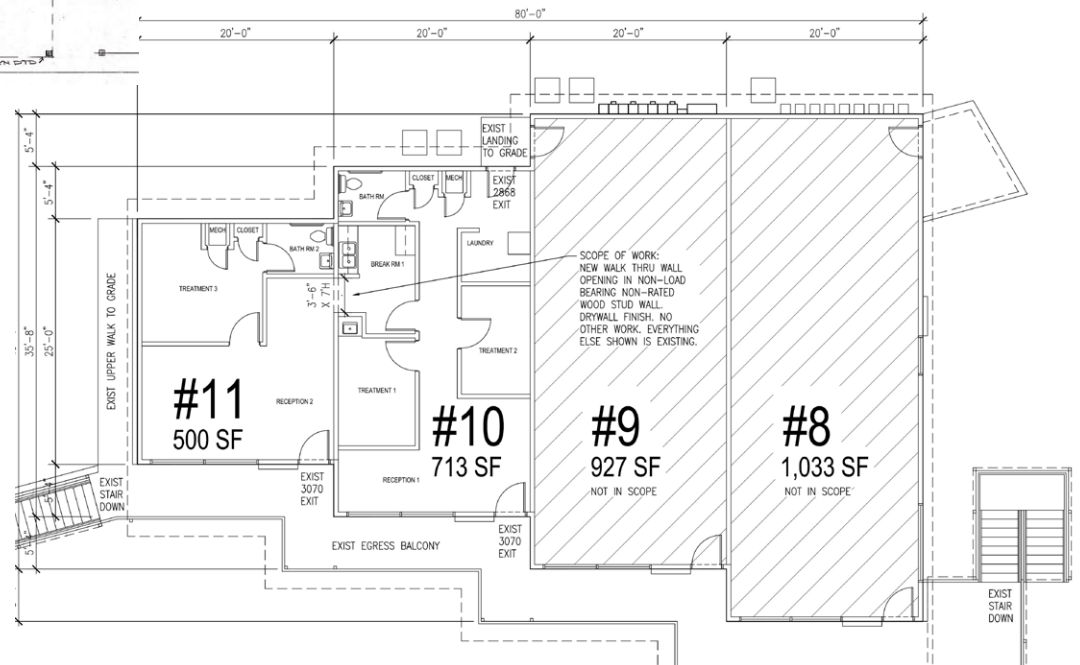 80'-0"
20'-0"
20'-0"
20'-0"
20'-0"
5'-4"
5'-4"
35'-8"
25'-0"
EXIST
LANDING
TO GRADE
EXIST
2868
EXIT
BATH RM
CLOSET
MECH
MECH
CLOSET
BATH RM 2
LAUNDRY
BREAK RM 1
TREATMENT 3
3'-6"
X 7'H
SCOPE OF WORK:
NEW WALK THRU WALL
OPENING IN NON-LOAD
BEARING NON-RATED
WOOD STUD WALL.
DRYWALL FINISH. NO
OTHER WORK. EVERYTHING
ELSE SHOWN IS EXISTING.
EXIST UPPER WALK TO GRADE
TREATMENT 2
TREATMENT 1
RECEPTION 2
#11
500 SF
#10
713 SF
#9
927 SF
NOT IN SCOPE
#8
1,033 SF
NOT IN SCOPE
RECEPTION 1
EXIST
STAIR
DOWN
EXIST
3070
EXIT
EXIST
3070
EXIT
EXIST EGRESS BALCONY
EXIST
STAIR
DOWN